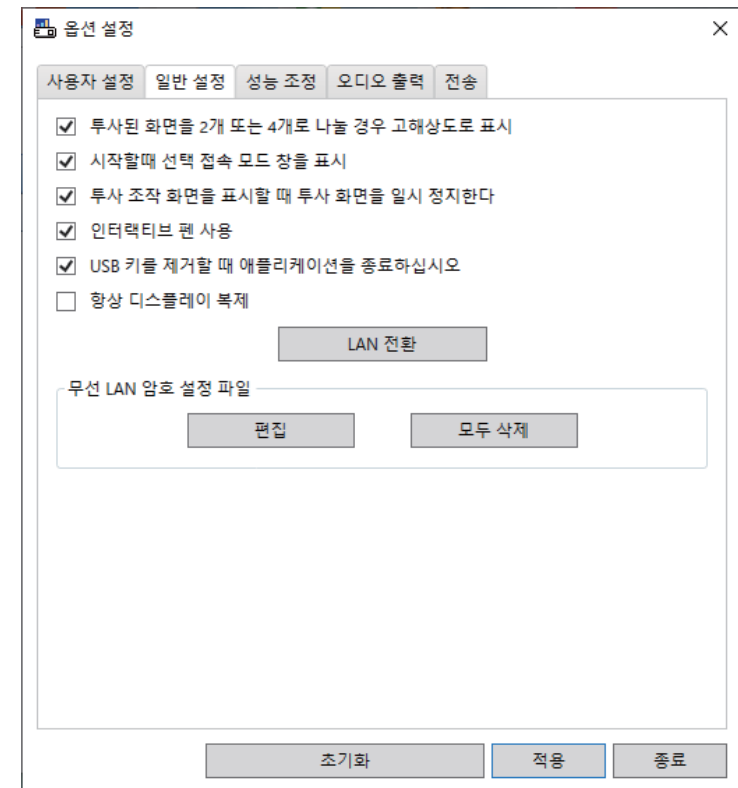 옵션 설정
사용자 설정 일반 설정 성능 조정 오디오 출력 전송
투사된 화면을 2개 또는 4개로 나눌 경우 고해상도로 표시
시작할때 선택 접속 모드 창을 표시
투사 조작 화면을 표시할 때 투사 화면을 일시 정지한다
인터랙티브 펜 사용
USB 키를 제거할 때 애플리케이션을 종료하십시오
항상 디스플레이 복제
LAN 전환
무선 LAN 암호 설정 파일
편집 모두 삭제
초기화 적용 종료